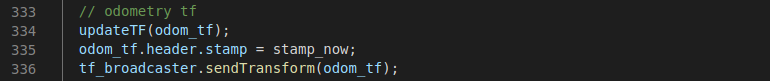 333 // odometry tf
334 updateTF(odom_tf);
335 odom_tf.header.stamp = stamp_now;
336 tf_broadcaster.sendTransform(odom_tf);